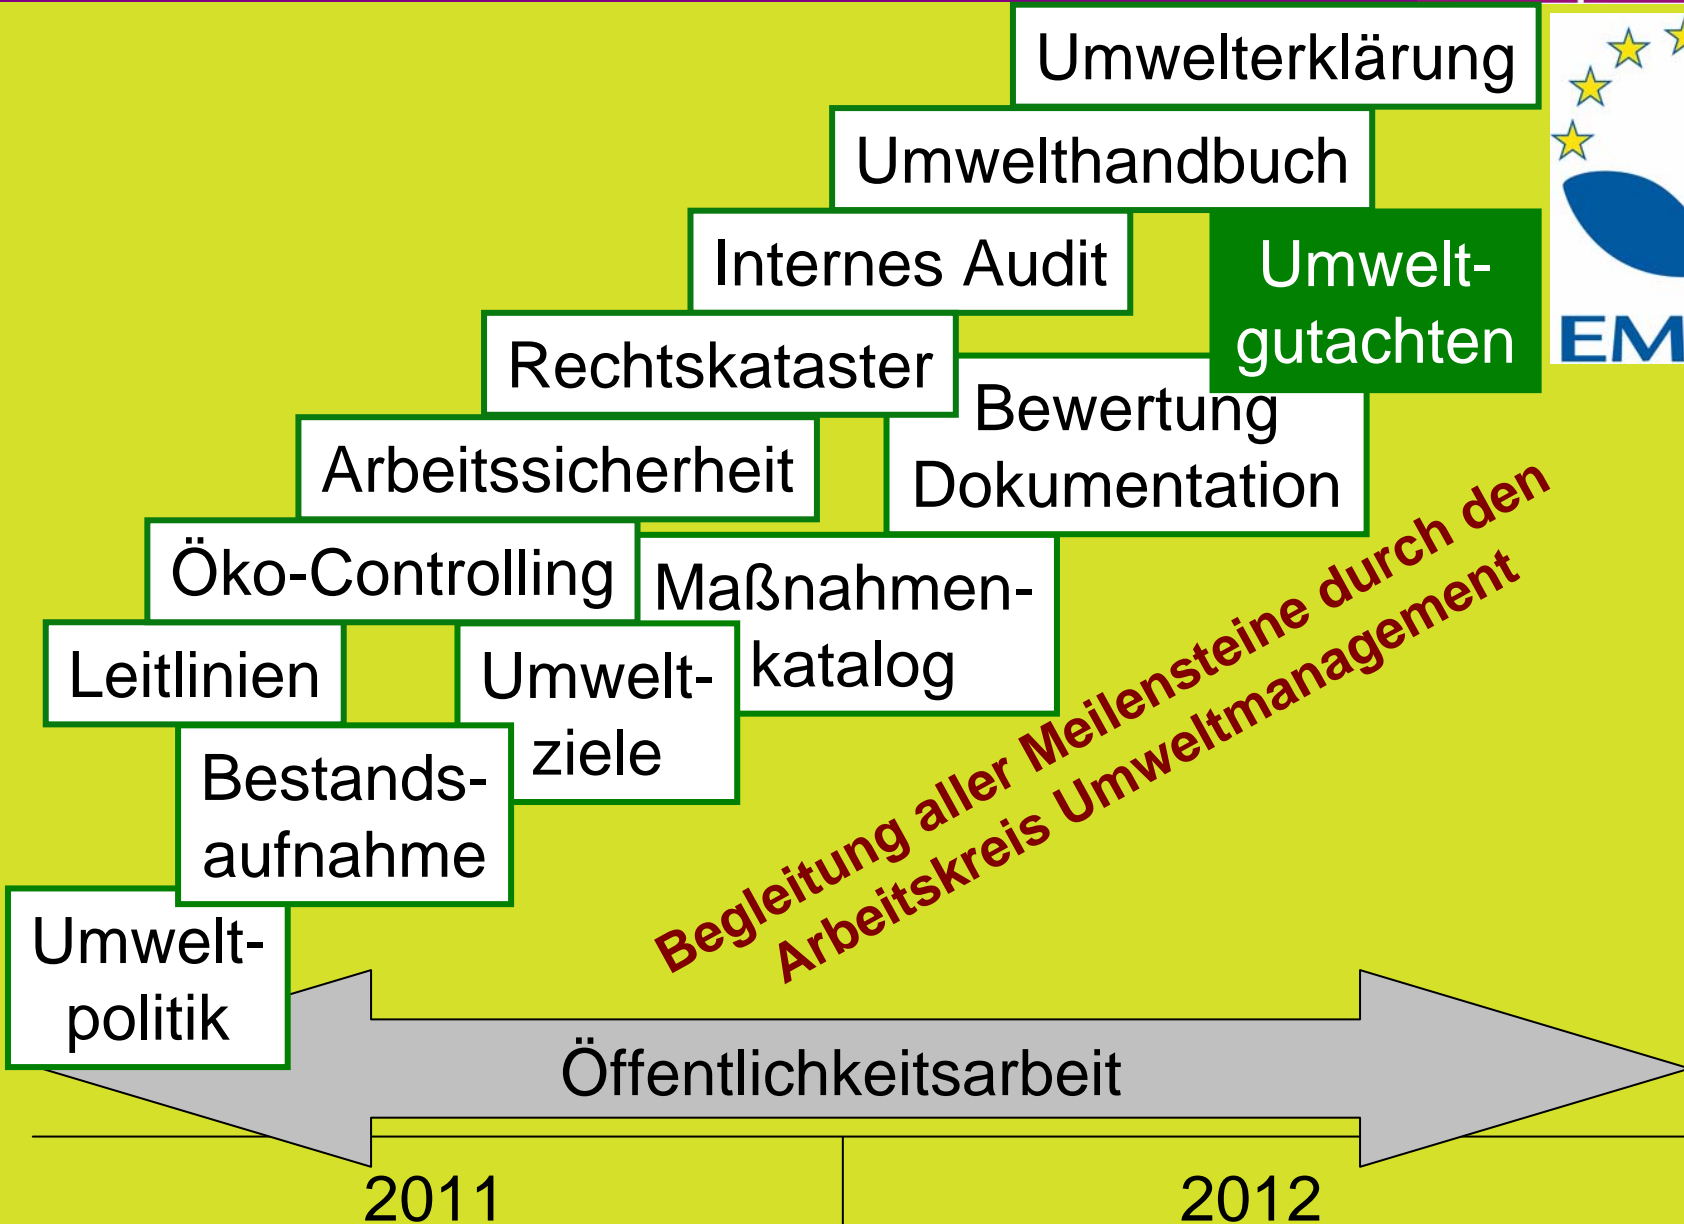 Umwelterklärung
Umwelthandbuch
Internes Audit
Umwelt-
gutachten
EM
Rechtskataster
Bewertung
Dokumentation
Arbeitssicherheit
Öko-Controlling
Maßnahmen-
katalog
Leitlinien
Umwelt-
ziele
Bestands-
aufnahme
Umwelt-
politik
Begleitung aller Meilensteine durch den
Arbeitskreis Umweltmanagement
Öffentlichkeitsarbeit
2011
2012